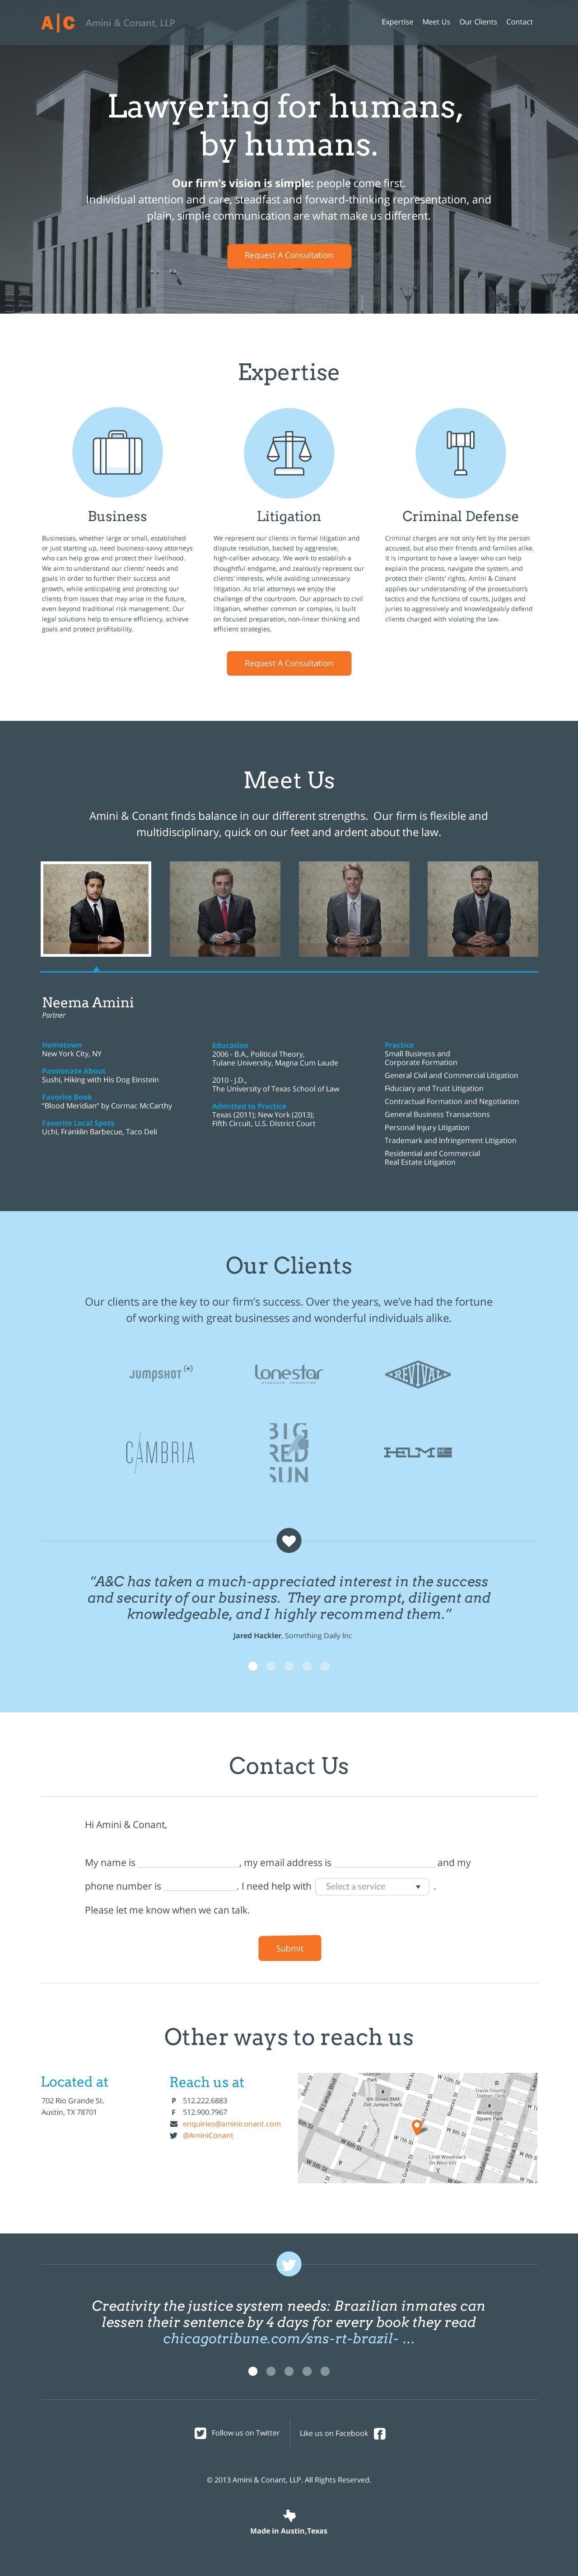 A|C Amini & Conant, LLP
Expertise Meet Us Our Clients Contact
Lawyering for humans,
by humans.
Our firm's vision is simple: people come first.
Individual attention and care, steadfast and forward-thinking representation, and
plain, simple communication are what make us different.
Request A Consultation
Expertise
Business
Businesses, whether large or small, established
or just starting up, need business-savvy attorneys
who can help grow and protect their livelihood.
We aim to understand our clients' needs and
goals in order to further their success and
growth, while anticipating and protecting our
clients from issues that may arise in the future,
even beyond traditional risk management. Our
legal solutions help to ensure efficiency, achieve
goals and protect profitability.
Litigation
We represent our clients in formal litigation and
dispute resolution, backed by aggressive,
high-caliber advocacy. We work to establish a
thoughtful endgame, and zealously represent our
clients' interests, while avoiding unnecessary
litigation. As trial attorneys we enjoy the
challenge of the courtroom. Our approach to civil
litigation, whether common or complex, is built
on focused preparation, non-linear thinking and
efficient strategies.
Criminal Defense
Criminal charges are not only felt by the person
accused, but also their friends and families alike.
It is important to have a lawyer who can help
explain the process, navigate the system, and
protect their clients' rights. Amini & Conant
applies our understanding of the prosecution's
tactics and the functions of courts, judges and
juries to aggressively and knowledgeably defend
clients charged with violating the law.
Request A Consultation
Meet Us
Amini & Conant finds balance in our different strengths. Our firm is flexible and
multidisciplinary, quick on our feet and ardent about the law.
Neema Amini
Partner
Hometown
New York City, NY
Passionate About
Sushi, Hiking with His Dog Einstein
Favorite Book
"Blood Meridian" by Cormac McCarthy
Favorite Local Spots
Uchi, Franklin Barbecue, Taco Deli
Education
2006 - B.A., Political Theory,
Tulane University, Magna Cum Laude
2010 - J.D.,
The University of Texas School of Law
Admitted to Practice
Texas (2011); New York (2013);
Fifth Circuit, U.S. District Court
Practice
Small Business and
Corporate Formation
General Civil and Commercial Litigation
Fiduciary and Trust Litigation
Contractual Formation and Negotiation
General Business Transactions
Personal Injury Litigation
Trademark and Infringement Litigation
Residential and Commercial
Real Estate Litigation
Our Clients
Our clients are the key to our firm's success. Over the years, we've had the fortune
of working with great businesses and wonderful individuals alike.
JUMPSHOT (+)
lonestar
REVIVAL
CAMBRIA
BIG
RED
SUN
HELM
"A&C has taken a much-appreciated interest in the success
and security of our business. They are prompt, diligent and
knowledgeable, and I highly recommend them."
Jared Hackler, Something Daily Inc
Contact Us
Hi Amini & Conant,
My name is , my email address is and my
phone number is . I need help with Select a service .
Please let me know when we can talk.
Submit
Other ways to reach us
Located at
702 Rio Grande St.
Austin, TX 78701
Reach us at
P 512.222.6883
F 512.900.7967
enquiries@aminiconant.com
@AminiConant
Creativity the justice system needs: Brazilian inmates can
lessen their sentence by 4 days for every book they read
chicagotribune.com/sns-rt-brazil- ...
Follow us on Twitter
Like us on Facebook
© 2013 Amini & Conant, LLP. All Rights Reserved.
Made in Austin,Texas